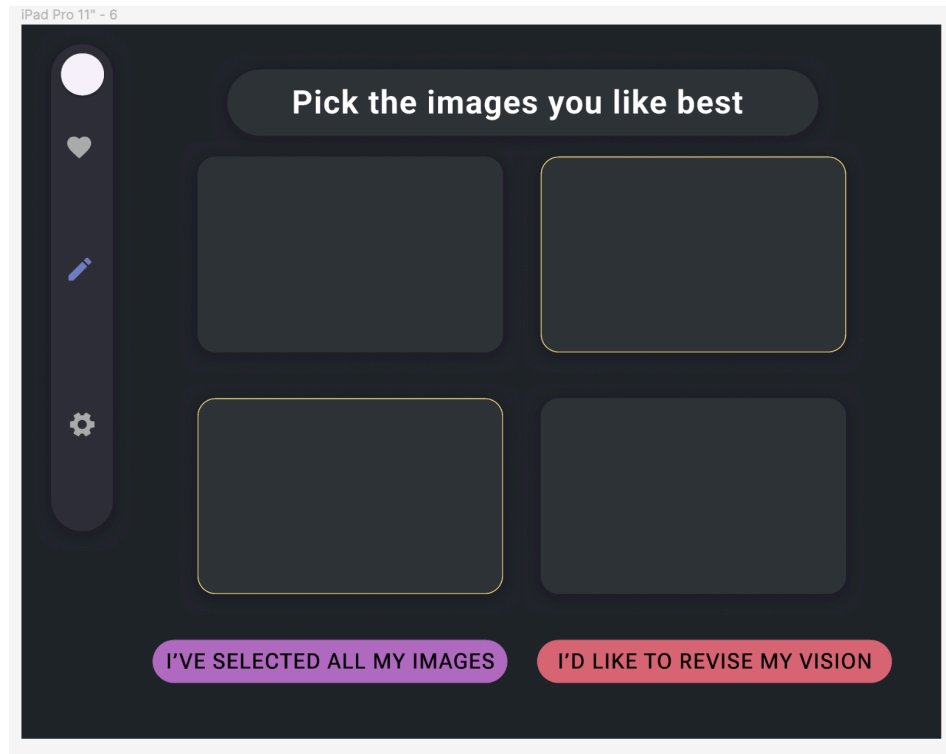 iPad Pro 11" - 6
Pick the images you like best
I’VE SELECTED ALL MY IMAGES
I’D LIKE TO REVISE MY VISION